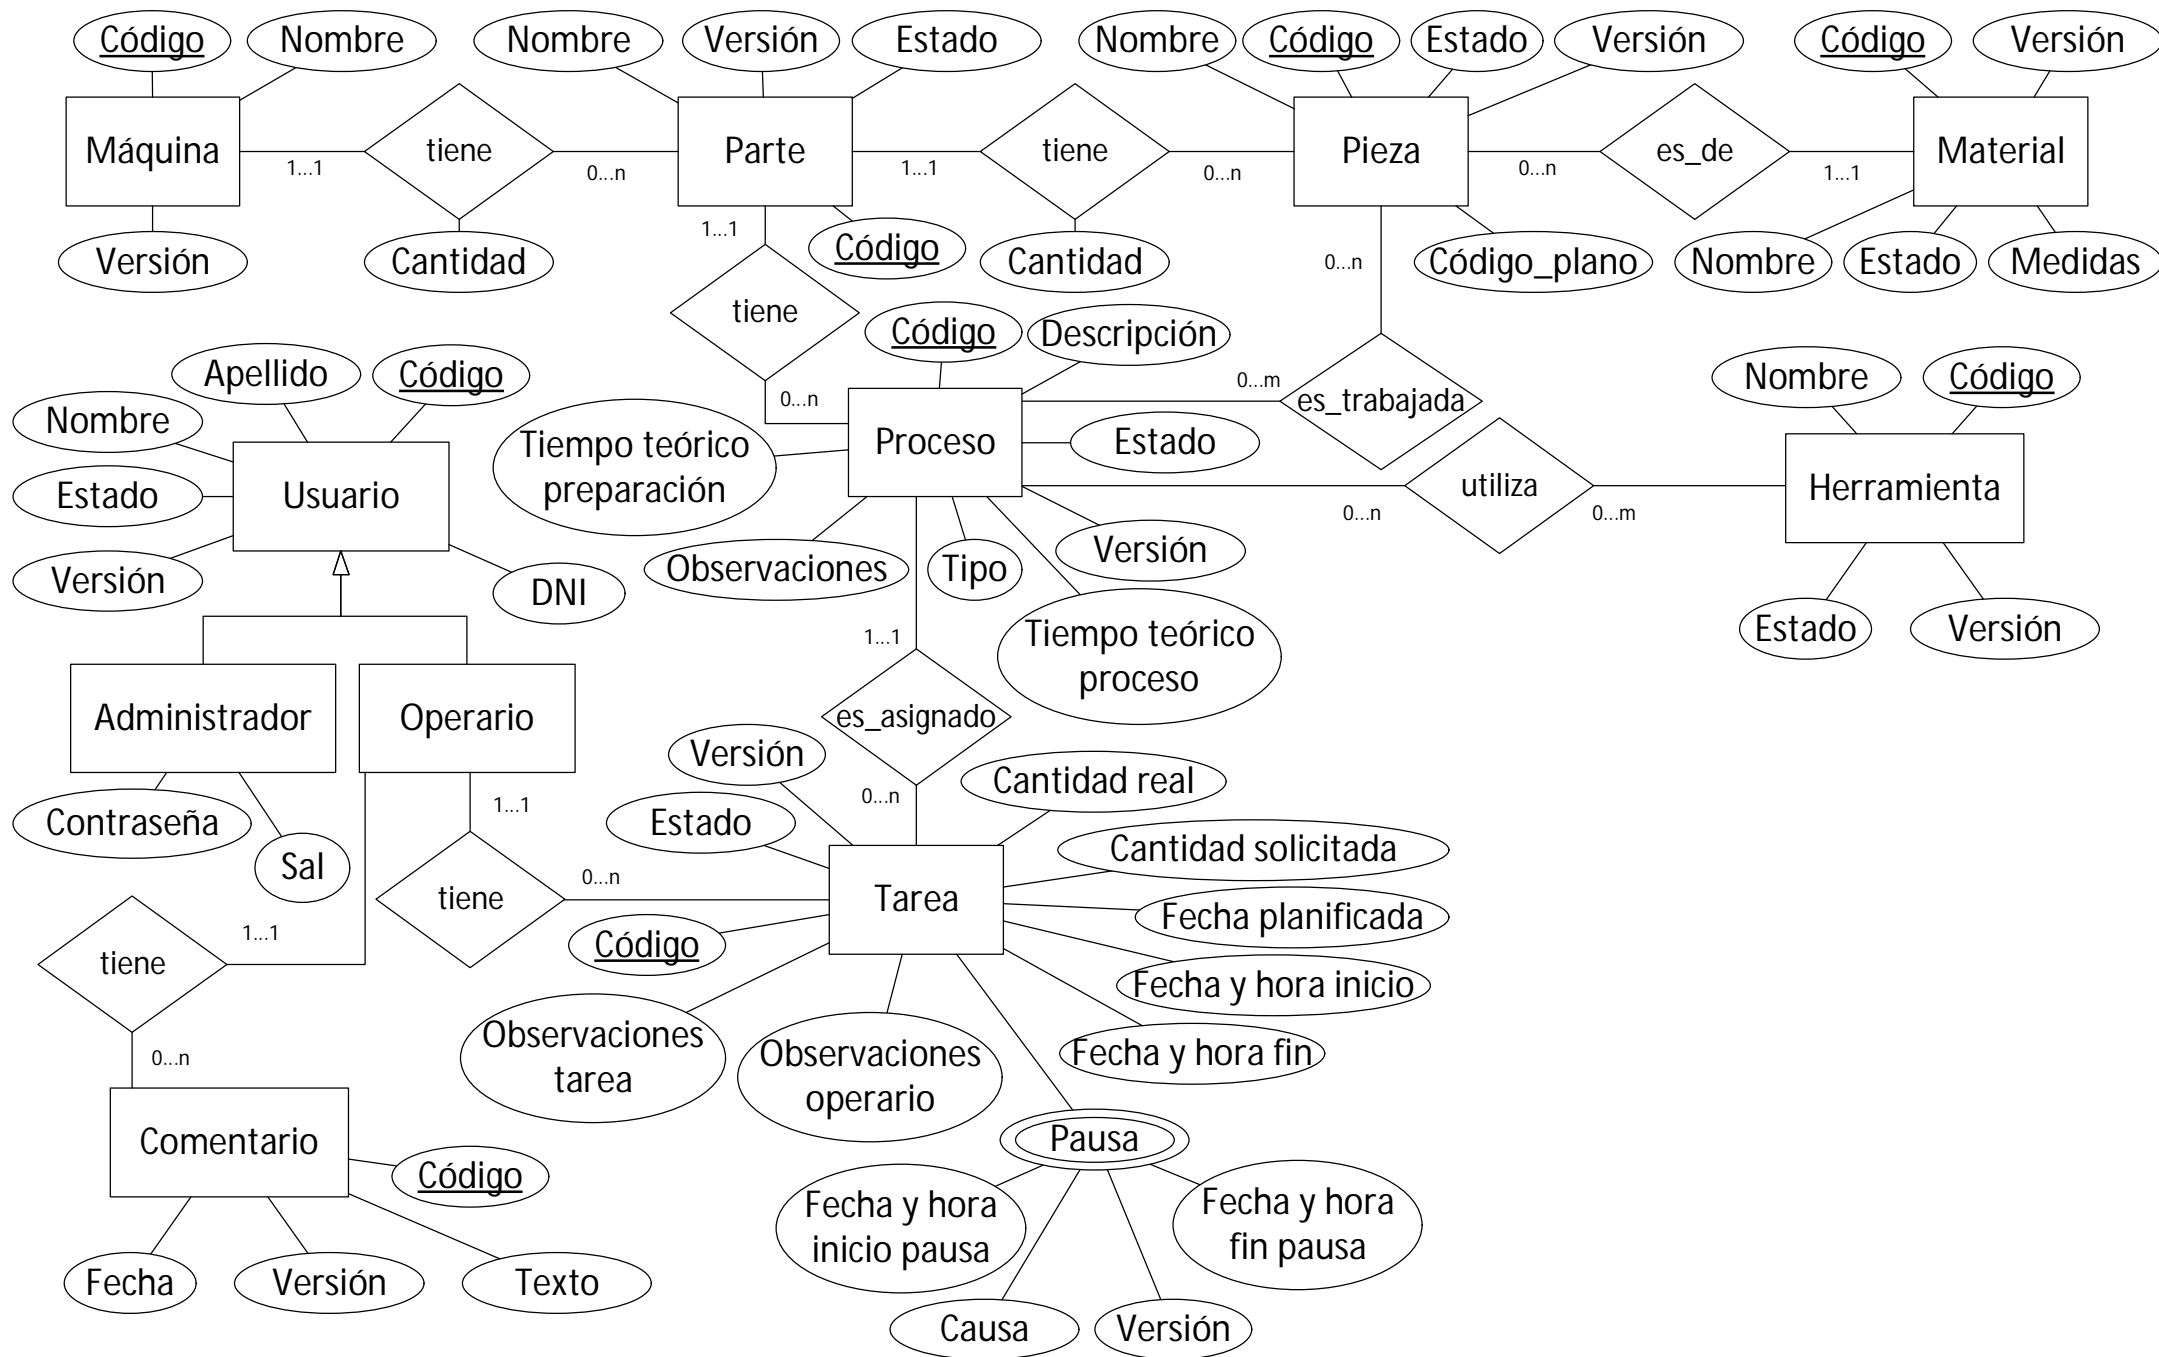 Código
Nombre
Nombre
Versión
Estado
Nombre
Código
Estado
Versión
Código
Versión
Máquina
1...1
tiene
0...n
Parte
1...1
tiene
0...n
Pieza
0...n
es_de
1...1
Material
Versión
Cantidad
1...1
Código
Cantidad
0...n
Código_plano
Nombre
Estado
Medidas
tiene
Código
Descripción
Apellido
Código
0...n
0...m
es_trabajada
Nombre
Código
Nombre
Estado
Versión
Usuario
DNI
Tiempo teórico
preparación
Proceso
Estado
0...n
utiliza
0...m
Herramienta
Observaciones
Tipo
Versión
Tiempo teórico
proceso
Estado
Versión
1...1
es_asignado
0...n
Administrador
Operario
Contraseña
Sal
1...1
tiene
0...n
Versión
Estado
Cantidad real
Cantidad solicitada
Tarea
Fecha planificada
Código
Fecha y hora inicio
Fecha y hora fin
Observaciones
tarea
Observaciones
operario
tiene
1...1
0...n
Comentario
Código
Fecha
Versión
Texto
Pausa
Fecha y hora
inicio pausa
Fecha y hora
fin pausa
Causa
Versión